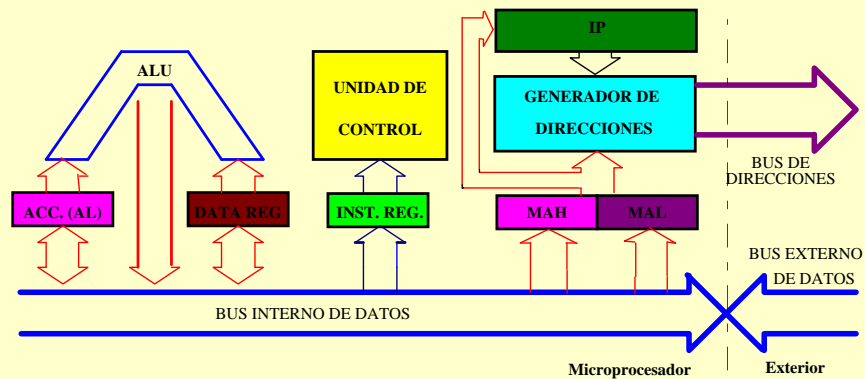 IP
ALU
UNIDAD DE
CONTROL
GENERADOR DE
DIRECCIONES
BUS DE
DIRECCIONES
ACC. (AL)
DATA REG
INST. REG.
MAH
MAL
BUS EXTERNO
DE DATOS
BUS INTERNO DE DATOS
Microprocesador
Exterior